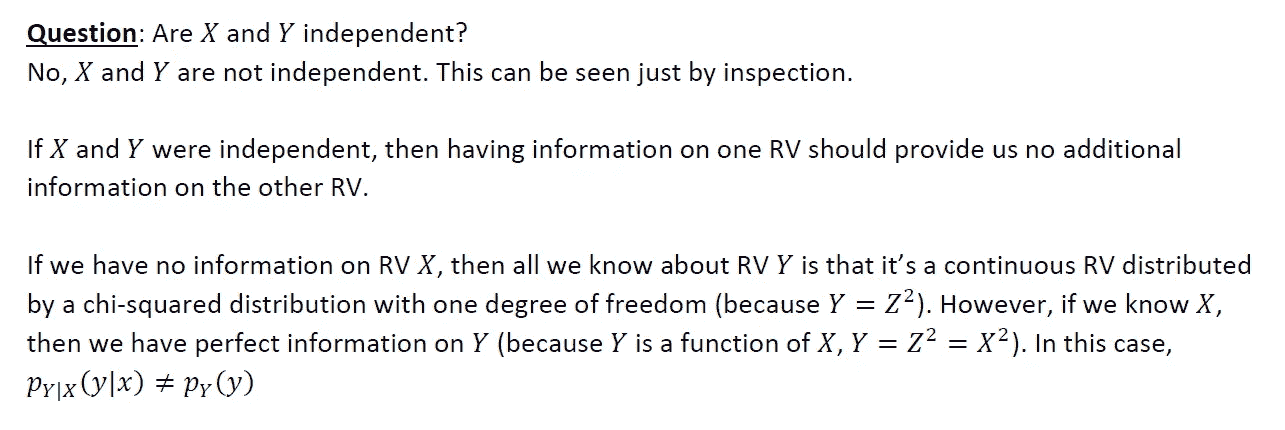 Question: Are X and Y independent?
No, X and Y are not independent. This can be seen just by inspection.
If X and Y were independent, then having information on one RV should provide us no additional
information on the other RV.
If we have no information on RV X, then all we know about RV Y is that it's a continuous RV distributed
by a chi-squared distribution with one degree of freedom (because Y = Z²). However, if we know X,
then we have perfect information on Y (because Y is a function of X, Y = Z² = X²). In this case,
p_{Y|X}(y|x) ≠ p_Y(y)